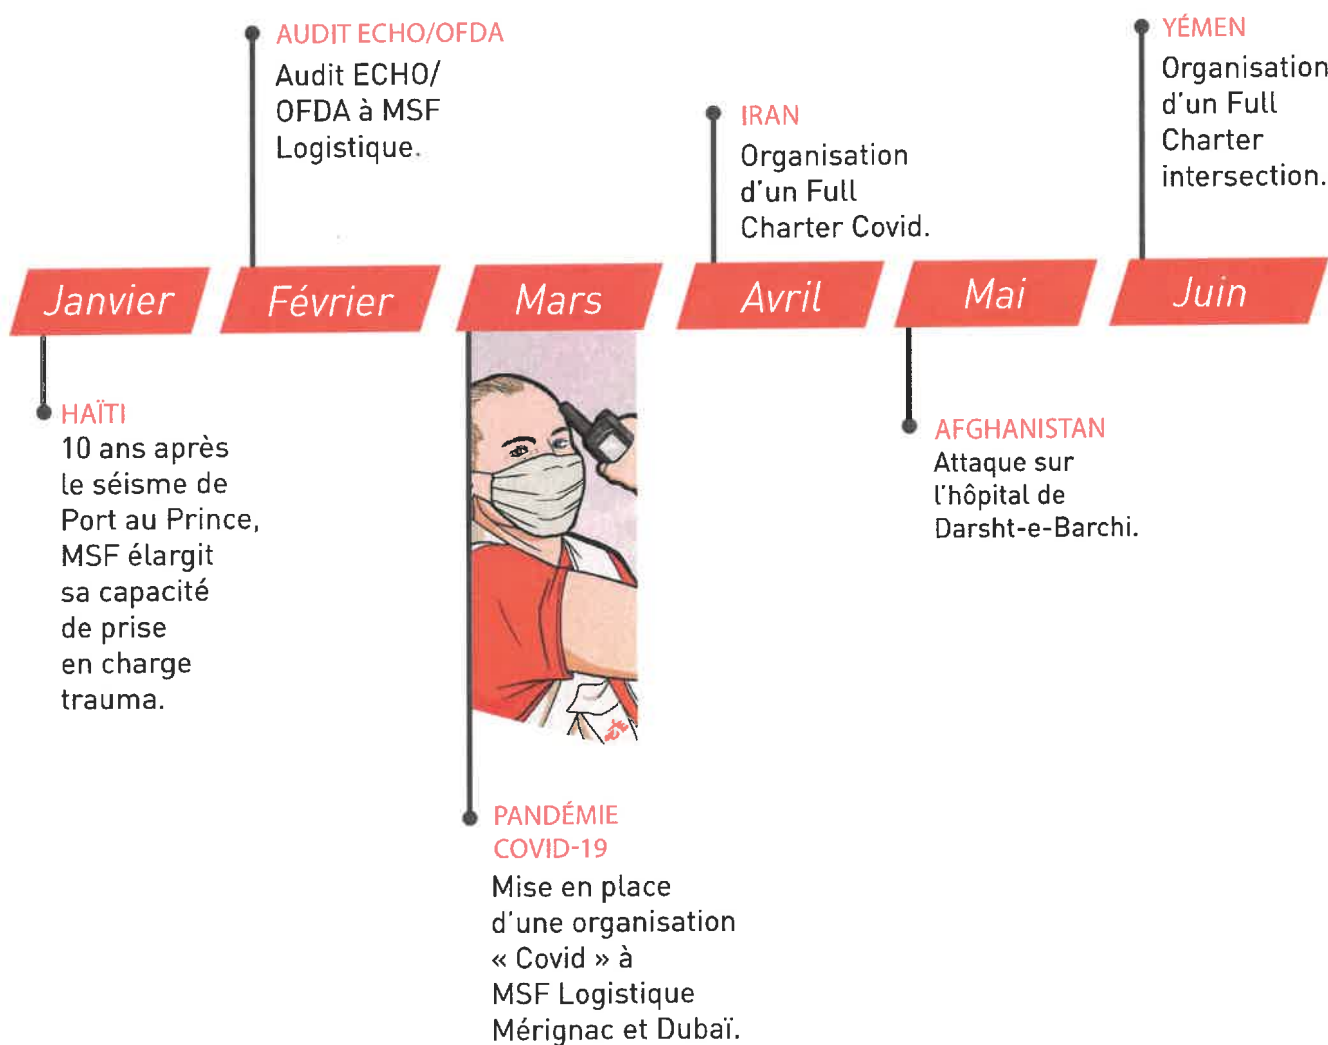 AUDIT ECHO/OFDA
Audit ECHO/
OFDA à MSF
Logistique.
IRAN
Organisation
d'un Full
Charter Covid.
YÉMEN
Organisation
d'un Full
Charter
intersection.
Janvier
Février
Mars
Avril
Mai
Juin
HAÏTI
10 ans après
le séisme de
Port au Prince,
MSF élargit
sa capacité
de prise
en charge
trauma.
PANDÉMIE
COVID-19
Mise en place
d'une organisation
« Covid » à
MSF Logistique
Mérignac et Dubaï.
AFGHANISTAN
Attaque sur
l'hôpital de
Darsht-e-Barchi.